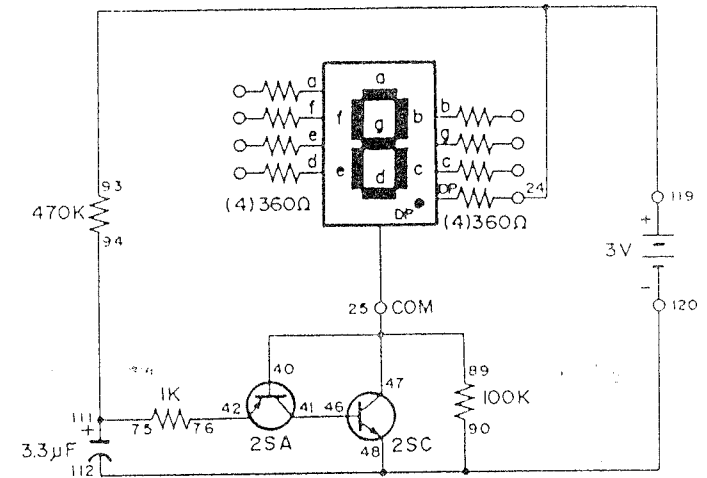 a
a
f
f
g
b
b
e
g
d
e
c
c
d
DP
24
(4)360Ω
DP
(4)360Ω
93
470K
94
119
+
3V
-
120
25
COM
40
47
89
1K
100K
111
+
75
76
42
41
46
90
3.3µF
2SA
48
2SC
112